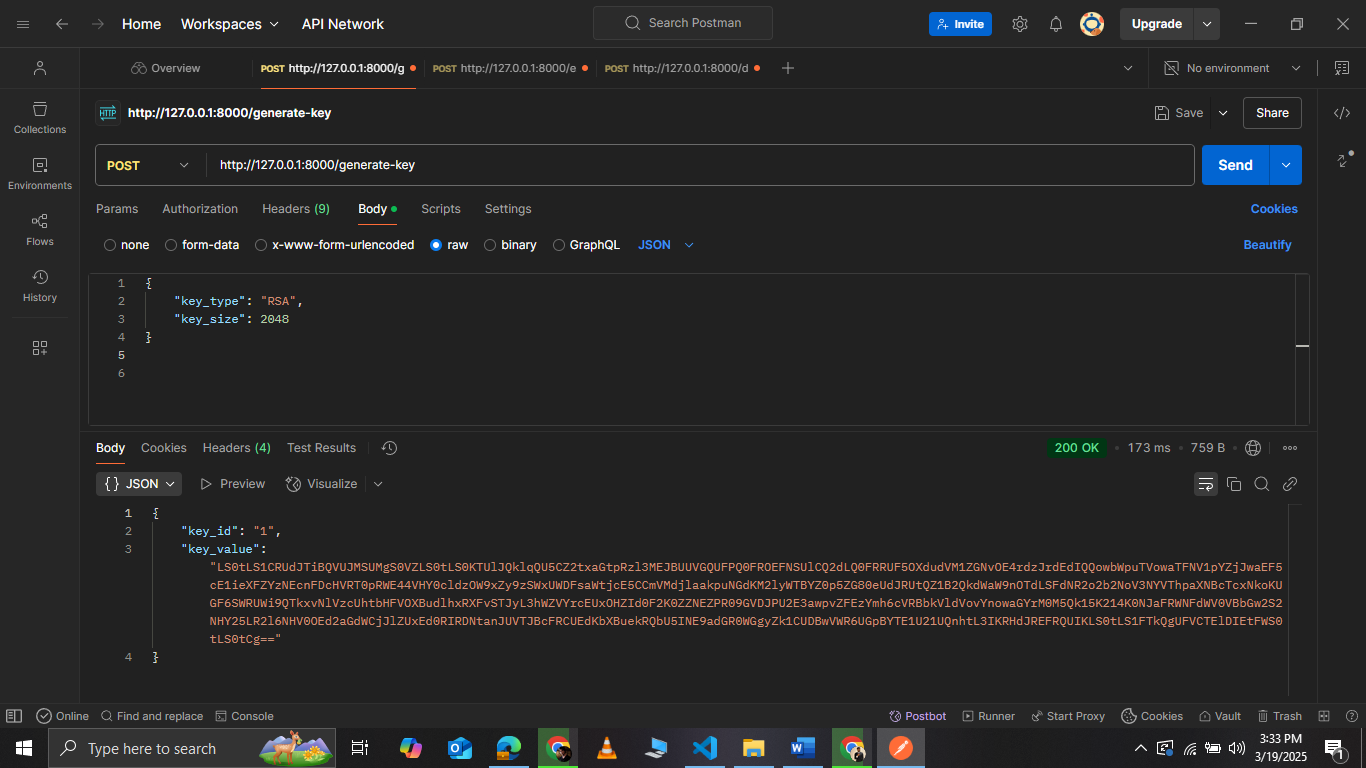 Home Workspaces API Network Search Postman Invite Upgrade
Overview POST http://127.0.0.1:8000/g POST http://127.0.0.1:8000/e POST http://127.0.0.1:8000/d No environment
HTTP http://127.0.0.1:8000/generate-key Save Share
Collections
Environments
Flows
History
POST http://127.0.0.1:8000/generate-key Send
Params Authorization Headers (9) Body Scripts Settings Cookies
none form-data x-www-form-urlencoded raw binary GraphQL JSON Beautify
1 {
2 "key_type": "RSA",
3 "key_size": 2048
4 }
5
6
Body Cookies Headers (4) Test Results 200 OK 173 ms 759 B
{ } JSON Preview Visualize
1 {
2 "key_id": "1",
3 "key_value":
4 }
Online Find and replace Console Postbot Runner Start Proxy Cookies Vault Trash
Type here to search
3:33 PM
3/19/2025
1